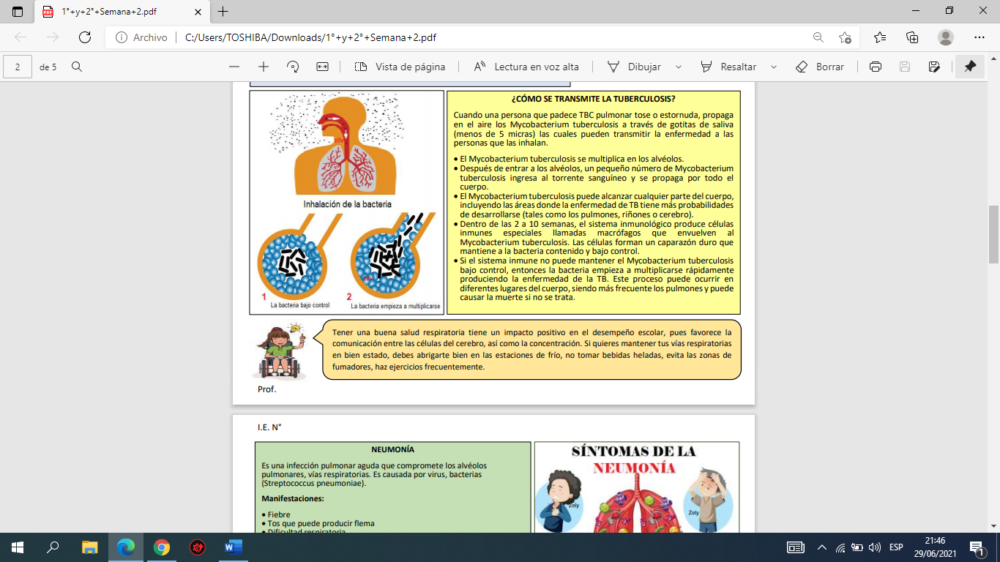 1°+y+2°+Semana+2.pdf
Archivo
C:/Users/TOSHIBA/Downloads/1°+y+2°+Semana+2.pdf
2
de 5
Vista de página
Lectura en voz alta
Dibujar
Resaltar
Borrar
zilv
Inhalación de la bacteria
zilv
1
La bacteria bajo control
2
La bacteria empieza a multiplicarse
¿CÓMO SE TRANSMITE LA TUBERCULOSIS?
Cuando una persona que padece TBC pulmonar tose o estornuda, propaga
en el aire los Mycobacterium tuberculosis a través de gotitas de saliva
(menos de 5 micras) las cuales pueden transmitir la enfermedad a las
personas que las inhalan.
• El Mycobacterium tuberculosis se multiplica en los alvéolos.
• Después de entrar a los alvéolos, un pequeño número de Mycobacterium
tuberculosis ingresa al torrente sanguíneo y se propaga por todo el
cuerpo.
• El Mycobacterium tuberculosis puede alcanzar cualquier parte del cuerpo,
incluyendo las áreas donde la enfermedad de TB tiene más probabilidades
de desarrollarse (tales como los pulmones, riñones o cerebro).
• Dentro de las 2 a 10 semanas, el sistema inmunológico produce células
inmunes especiales llamadas macrófagos que envuelven al
Mycobacterium tuberculosis. Las células forman un caparazón duro que
mantiene a la bacteria contenido y bajo control.
• Si el sistema inmune no puede mantener el Mycobacterium tuberculosis
bajo control, entonces la bacteria empieza a multiplicarse rápidamente
produciendo la enfermedad de la TB. Este proceso puede ocurrir en
diferentes lugares del cuerpo, siendo más frecuente los pulmones y puede
causar la muerte si no se trata.
Tener una buena salud respiratoria tiene un impacto positivo en el desempeño escolar, pues favorece la
comunicación entre las células del cerebro, así como la concentración. Si quieres mantener tus vías respiratorias
en bien estado, debes abrigarte bien en las estaciones de frío, no tomar bebidas heladas, evita las zonas de
fumadores, haz ejercicios frecuentemente.
Prof.
I.E. N°
NEUMONÍA
Es una infección pulmonar aguda que compromete los alvéolos
pulmonares, vías respiratorias. Es causada por virus, bacterias
(Streptococcus pneumoniae).
Manifestaciones:
• Fiebre
• Tos que puede producir flema
• Dificultad respiratoria
SÍNTOMAS DE LA
NEUMONÍA
Zoly
Zoly
ESP
21:46
29/06/2021
1